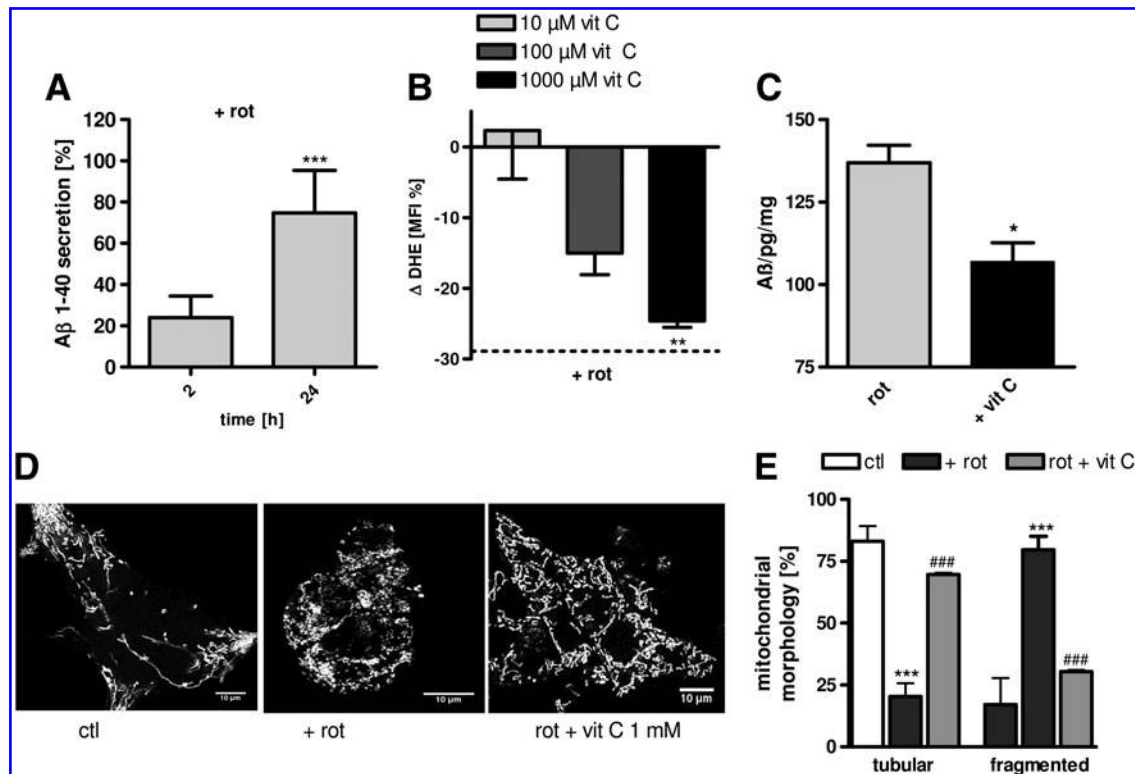 10 µM vit C
100 µM vit C
1000 µM vit C
A
+ rot
Aβ 1-40 secretion [%]
120
100
80
60
40
20
0
***
2
24
time [h]
B
Δ DHE [MFI %]
0
-10
-20
-30
**
+ rot
C
Aß/pg/mg
150
125
100
75
*
rot
+ vit C
D
10 µm
10 µm
10 µm
ctl
+ rot
rot + vit C 1 mM
E
ctl
+ rot
rot + vit C
mitochondrial
morphology [%]
100
75
50
25
0
***
###
***
###
tubular
fragmented